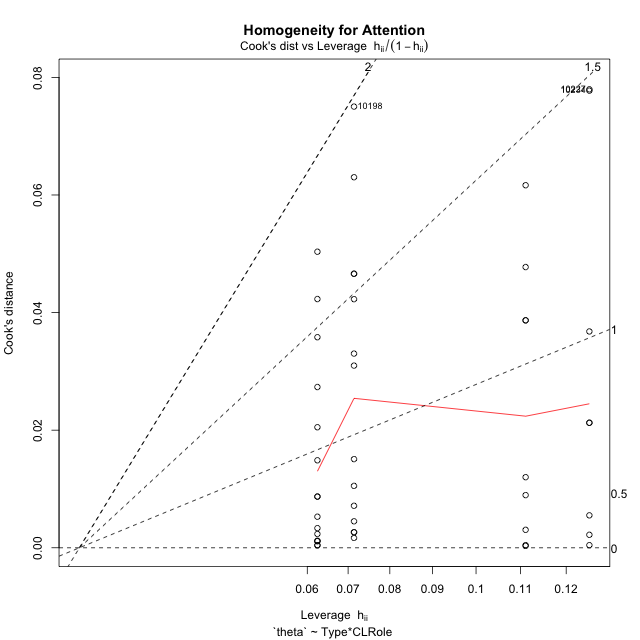 Homogeneity for Attention
Cook's dist vs Leverage hii/(1 − hii)
2
1.5
10198
1
0.5
0
Cook's distance
0.08
0.06
0.04
0.02
0.00
0.06 0.07 0.08 0.09 0.1 0.11 0.12
Leverage hii
`theta` ~ Type*CLRole